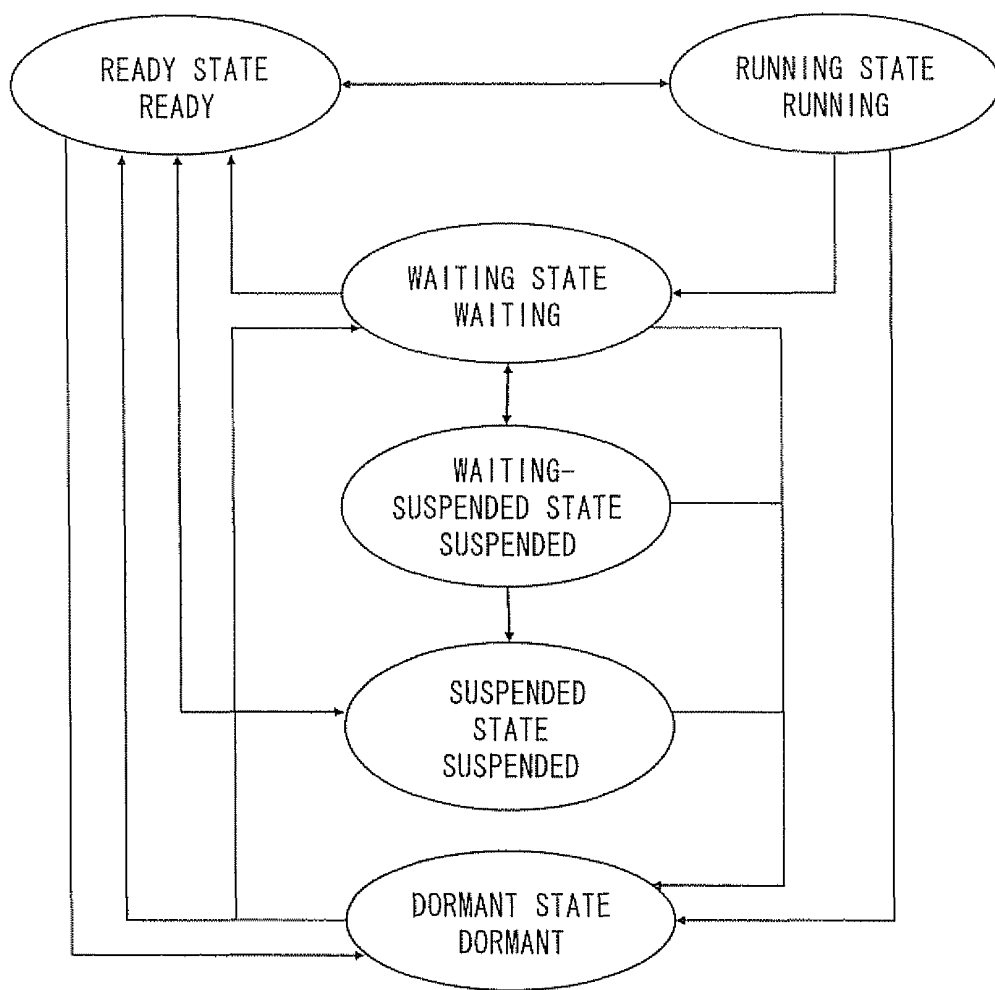 READY STATE
READY
RUNNING STATE
RUNNING
WAITING STATE
WAITING
WAITING-
SUSPENDED STATE
SUSPENDED
SUSPENDED
STATE
SUSPENDED
DORMANT STATE
DORMANT